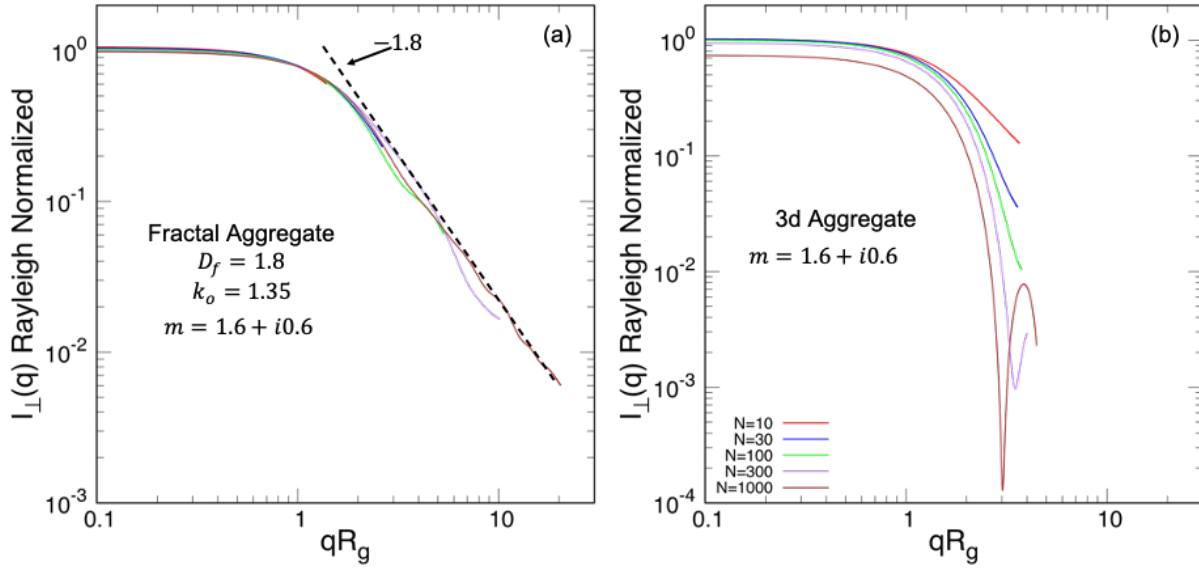 (a)
−1.8
10⁰
10⁻¹
10⁻²
10⁻³
I⊥(q) Rayleigh Normalized
Fractal Aggregate
D_f = 1.8
k_o = 1.35
m = 1.6 + i0.6
0.1 1 10
qR_g
(b)
10⁰
10⁻¹
10⁻²
10⁻³
10⁻⁴
I⊥(q) Rayleigh Normalized
3d Aggregate
m = 1.6 + i0.6
N=10
N=30
N=100
N=300
N=1000
0.1 1 10
qR_g